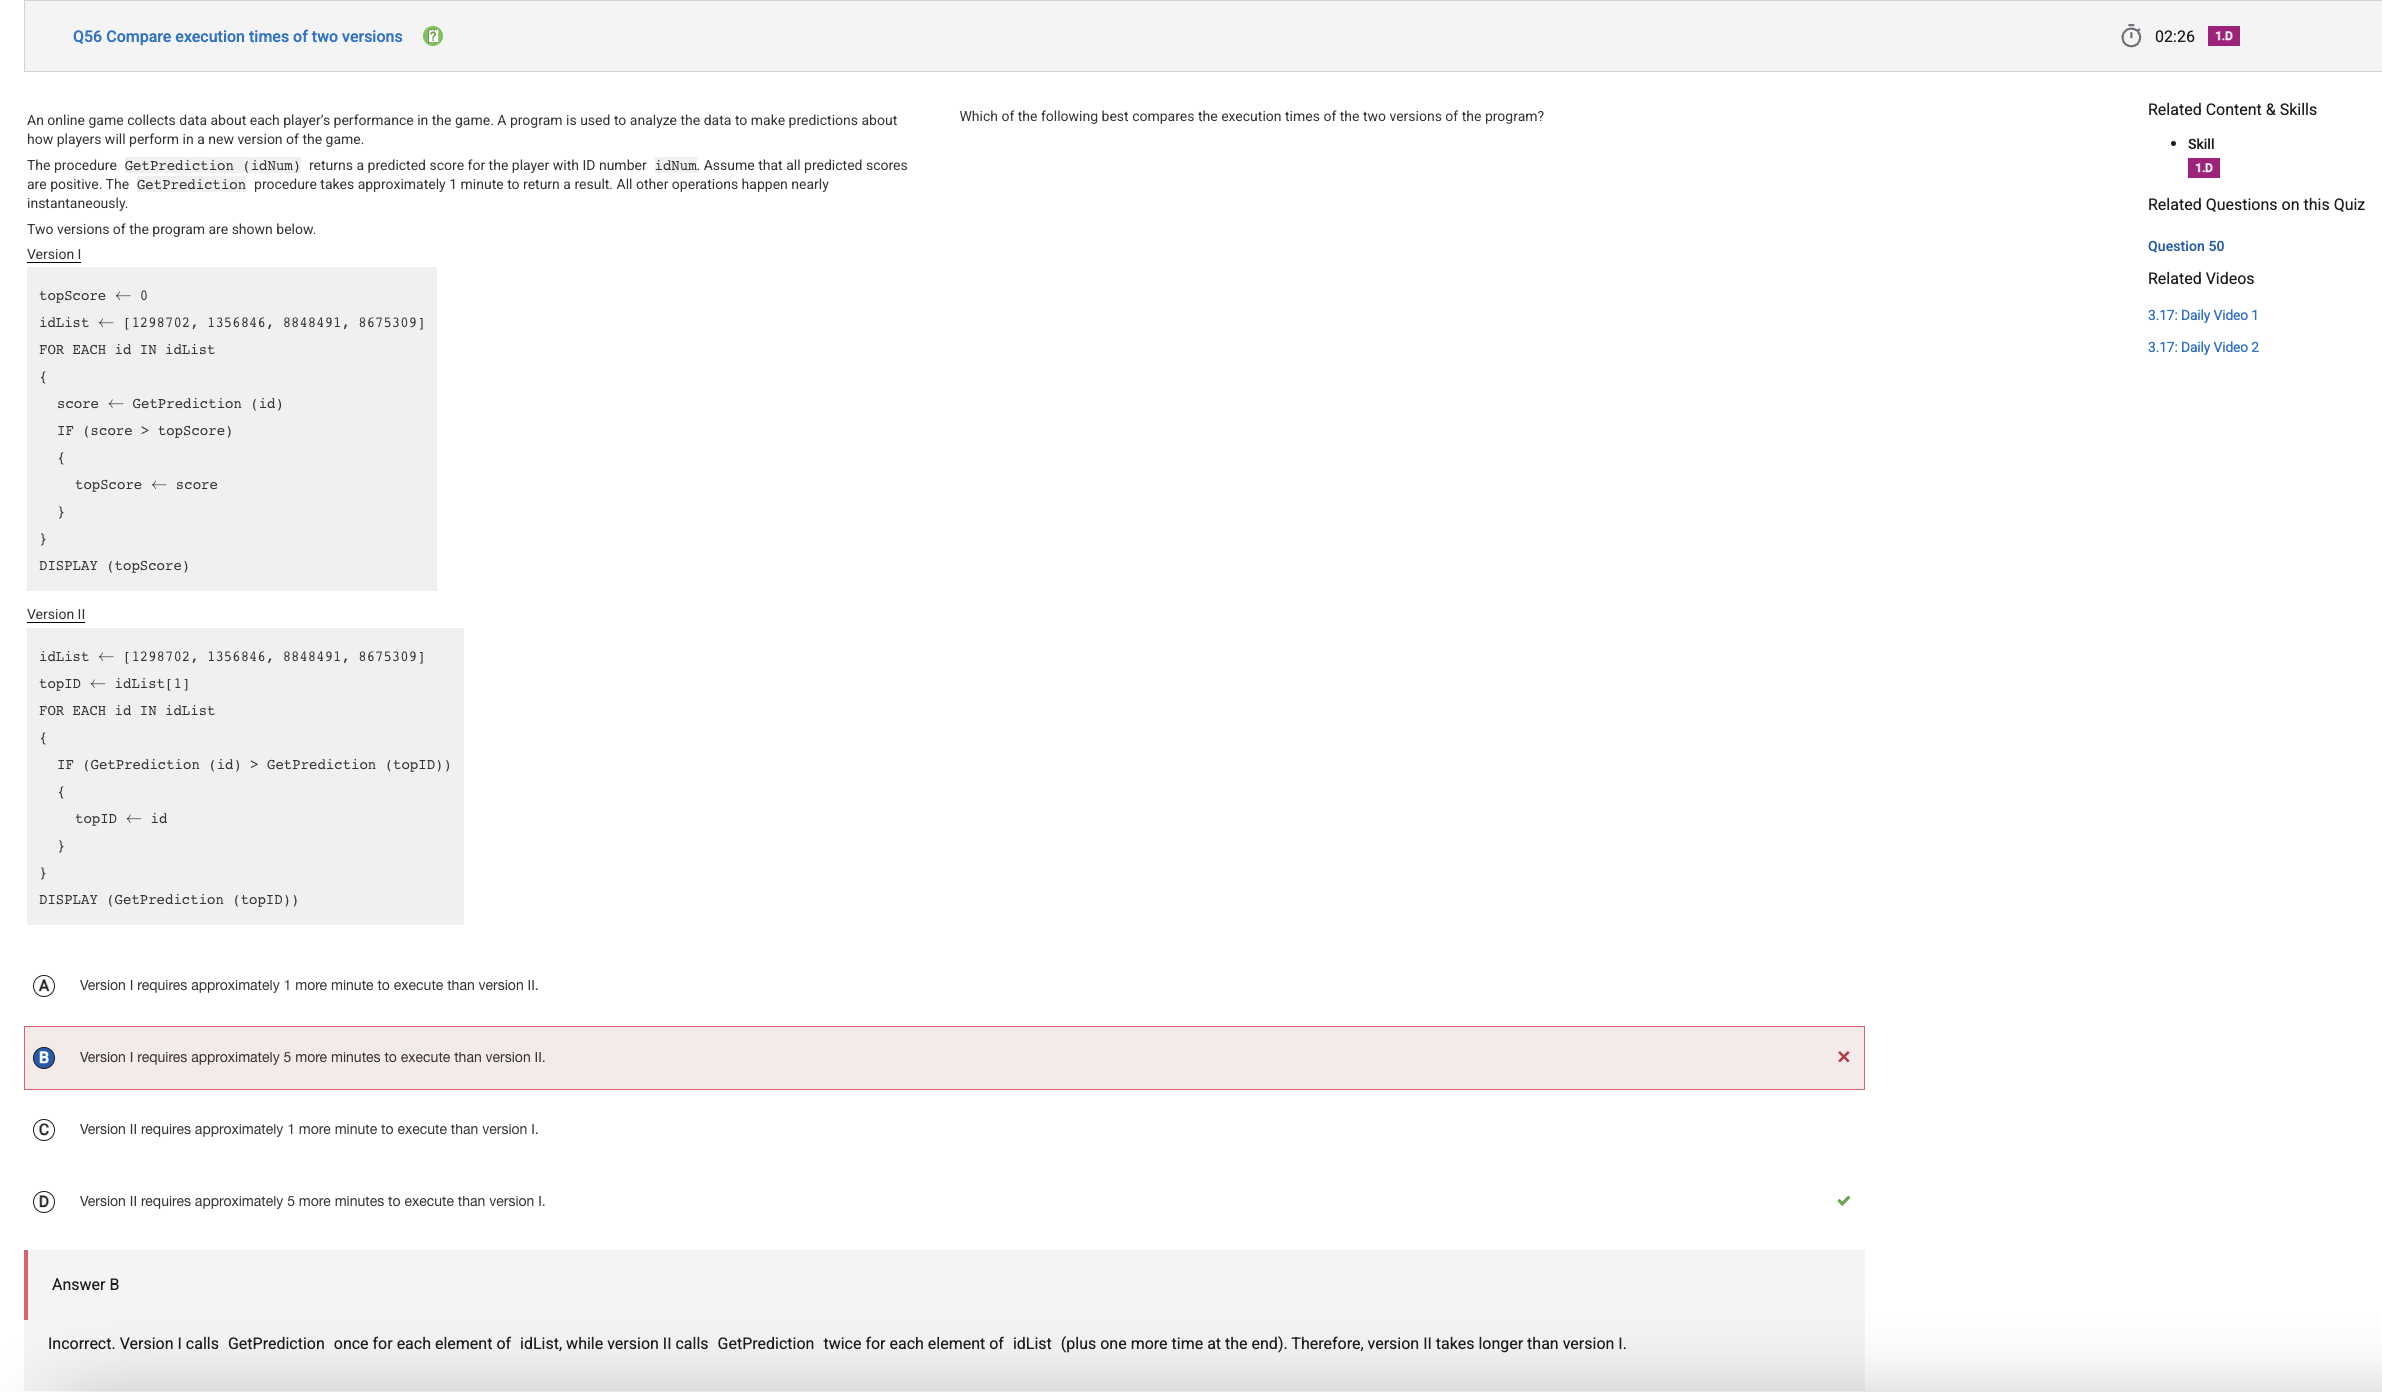 Q56 Compare execution times of two versions
02:26 1.D
An online game collects data about each player's performance in the game. A program is used to analyze the data to make predictions about
how players will perform in a new version of the game.
The procedure GetPrediction (idNum) returns a predicted score for the player with ID number idNum. Assume that all predicted scores
are positive. The GetPrediction procedure takes approximately 1 minute to return a result. All other operations happen nearly
instantaneously.
Two versions of the program are shown below.
Version I
topScore ← 0
idList ← [1298702, 1356846, 8848491, 8675309]
FOR EACH id IN idList
{
score ← GetPrediction (id)
IF (score > topScore)
{
topScore ← score
}
}
DISPLAY (topScore)
Version II
idList ← [1298702, 1356846, 8848491, 8675309]
topID ← idList[1]
FOR EACH id IN idList
{
IF (GetPrediction (id) > GetPrediction (topID))
{
topID ← id
}
}
DISPLAY (GetPrediction (topID))
Which of the following best compares the execution times of the two versions of the program?
A Version I requires approximately 1 more minute to execute than version II.
B Version I requires approximately 5 more minutes to execute than version II.
C Version II requires approximately 1 more minute to execute than version I.
D Version II requires approximately 5 more minutes to execute than version I.
Answer B
Incorrect. Version I calls GetPrediction once for each element of idList, while version II calls GetPrediction twice for each element of idList (plus one more time at the end). Therefore, version II takes longer than version I.
Related Content & Skills
• Skill
1.D
Related Questions on this Quiz
Question 50
Related Videos
3.17: Daily Video 1
3.17: Daily Video 2